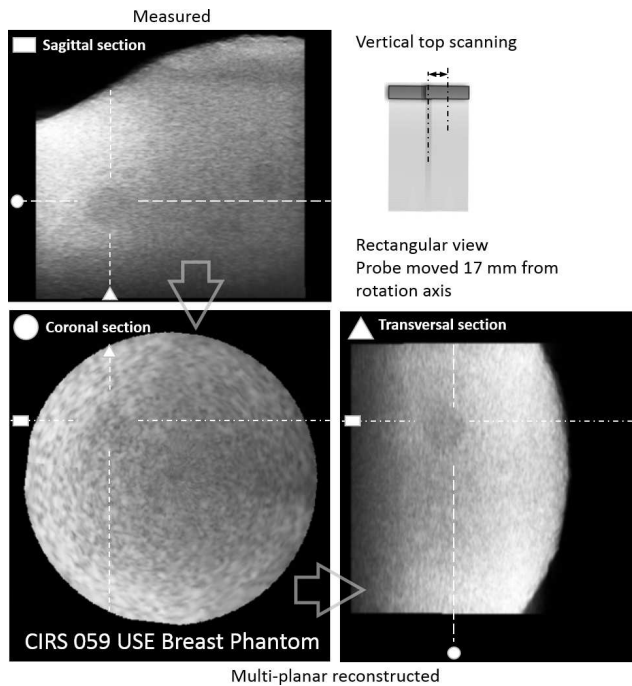 Measured
Sagittal section
Vertical top scanning
Rectangular view
Probe moved 17 mm from
rotation axis
Coronal section
Transversal section
CIRS 059 USE Breast Phantom
Multi-planar reconstructed